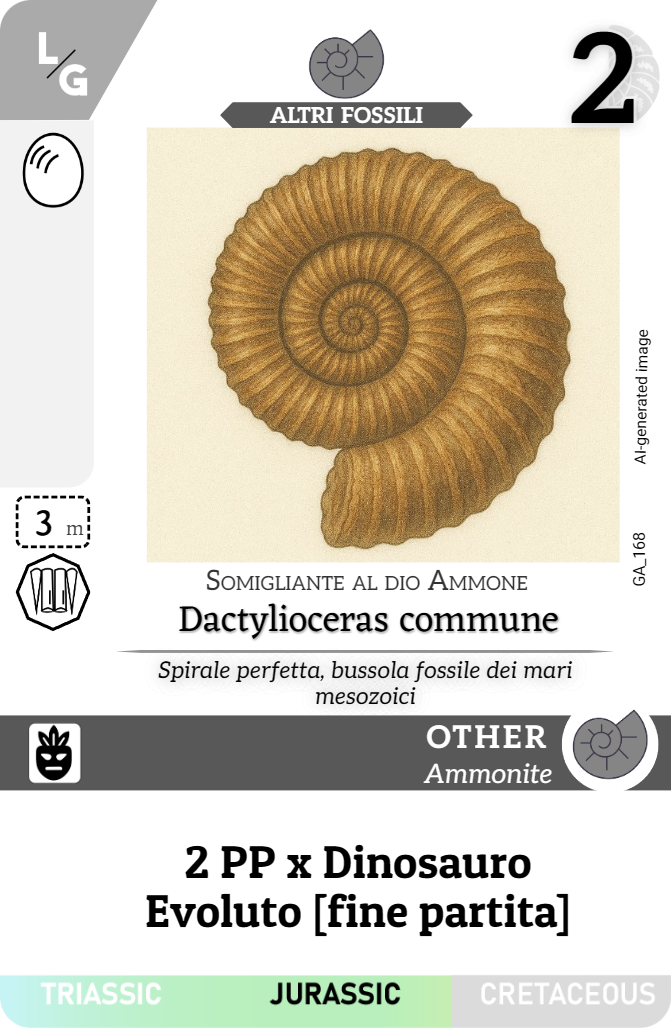 L/G
2
ALTRI FOSSILI
AI-generated image
GA_168
3 m
Somigliante al dio Ammone
Dactylioceras commune
Spirale perfetta, bussola fossile dei mari
mesozoici
OTHER
Ammonite
2 PP x Dinosauro
Evoluto [fine partita]
TRIASSIC JURASSIC CRETACEOUS